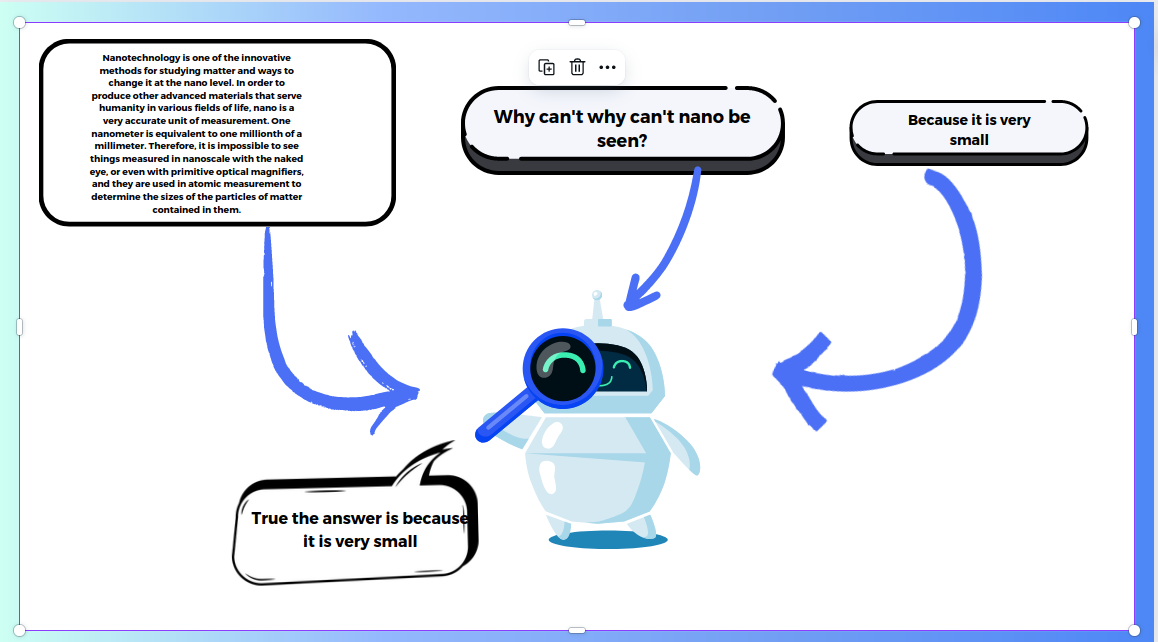 Nanotechnology is one of the innovative
methods for studying matter and ways to
change it at the nano level. In order to
produce other advanced materials that serve
humanity in various fields of life, nano is a
very accurate unit of measurement. One
nanometer is equivalent to one millionth of a
millimeter. Therefore, it is impossible to see
things measured in nanoscale with the naked
eye, or even with primitive optical magnifiers,
and they are used in atomic measurement to
determine the sizes of the particles of matter
contained in them.
Why can't why can't nano be
seen?
Because it is very
small
True the answer is because
it is very small